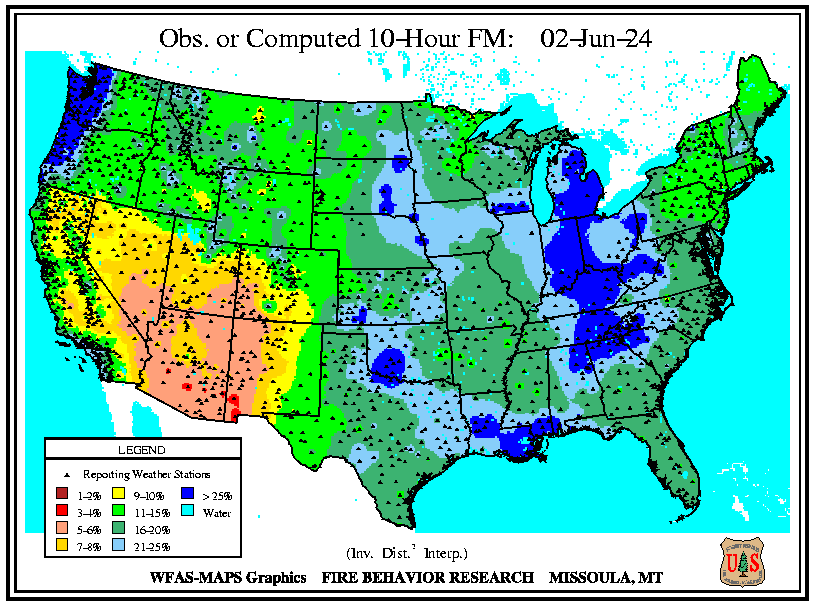 Obs. or Computed 10-Hour FM: 02-Jun-24
LEGEND
Reporting Weather Stations
1-2% 9-10% > 25%
3-4% 11-15% Water
5-6% 16-20%
7-8% 21-25%
(Inv. Dist.² Interp.)
WFAS-MAPS Graphics FIRE BEHAVIOR RESEARCH MISSOULA, MT
U S